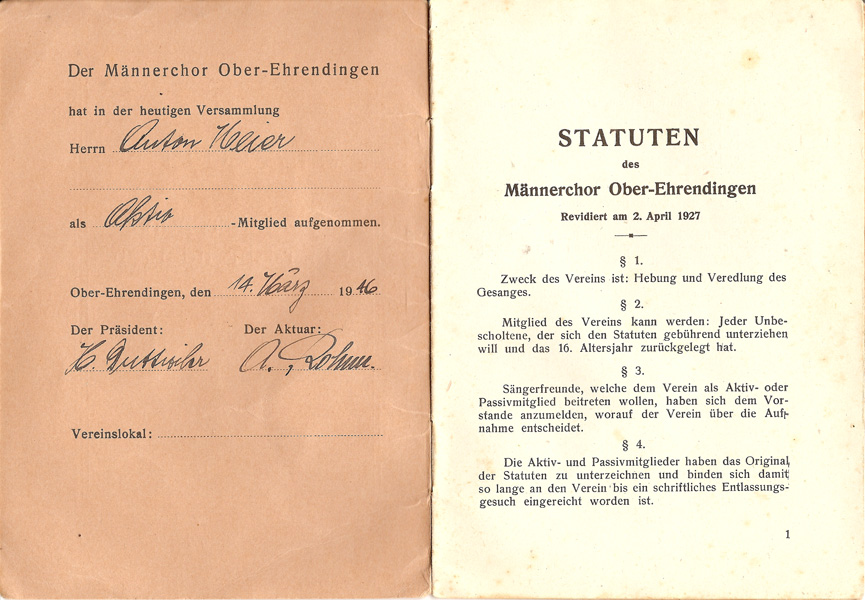 Der Männerchor Ober-Ehrendingen
hat in der heutigen Versammlung
Herrn Anton Meier
als Aktiv -Mitglied aufgenommen.
Ober-Ehrendingen, den 14. März 1946
Der Präsident: Der Aktuar:
H. Duttwiler A.
Vereinslokal:
STATUTEN
des
Männerchor Ober-Ehrendingen
Revidiert am 2. April 1927
§ 1.
Zweck des Vereins ist: Hebung und Veredlung des
Gesanges.
§ 2.
Mitglied des Vereins kann werden: Jeder Unbe-
scholtene, der sich den Statuten gebührend unterziehen
will und das 16. Altersjahr zurückgelegt hat.
§ 3.
Sängerfreunde, welche dem Verein als Aktiv- oder
Passivmitglied beitreten wollen, haben sich dem Vor-
stande anzumelden, worauf der Verein über die Auf-
nahme entscheidet.
§ 4.
Die Aktiv- und Passivmitglieder haben das Original
der Statuten zu unterzeichnen und binden sich damit
so lange an den Verein bis ein schriftliches Entlassungs-
gesuch eingereicht worden ist.
1